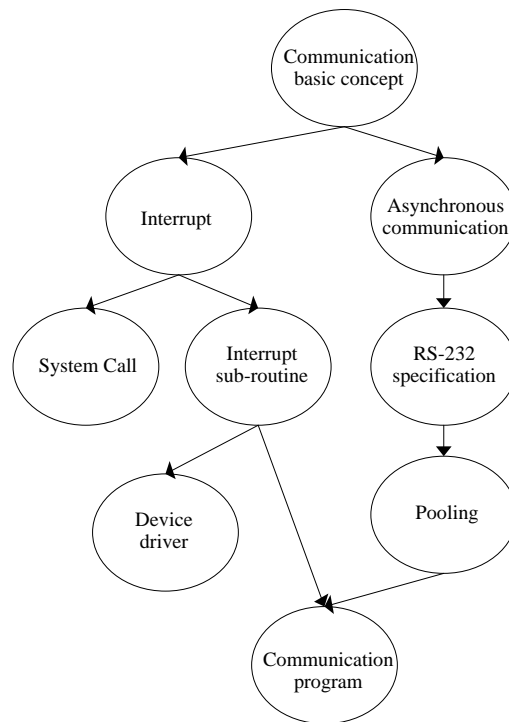 Communication
basic concept
Interrupt
Asynchronous
communication
System Call
Interrupt
sub-routine
RS-232
specification
Device
driver
Pooling
Communication
program